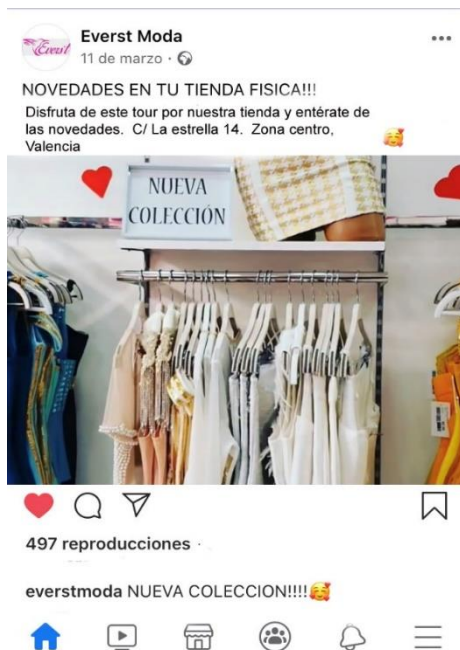 Everst
Everst Moda
11 de marzo ·
NOVEDADES EN TU TIENDA FISICA!!!
Disfruta de este tour por nuestra tienda y entérate de
las novedades. C/ La estrella 14. Zona centro,
Valencia
NUEVA
COLECCIÓN
497 reproducciones ·
everstmoda NUEVA COLECCION!!!!